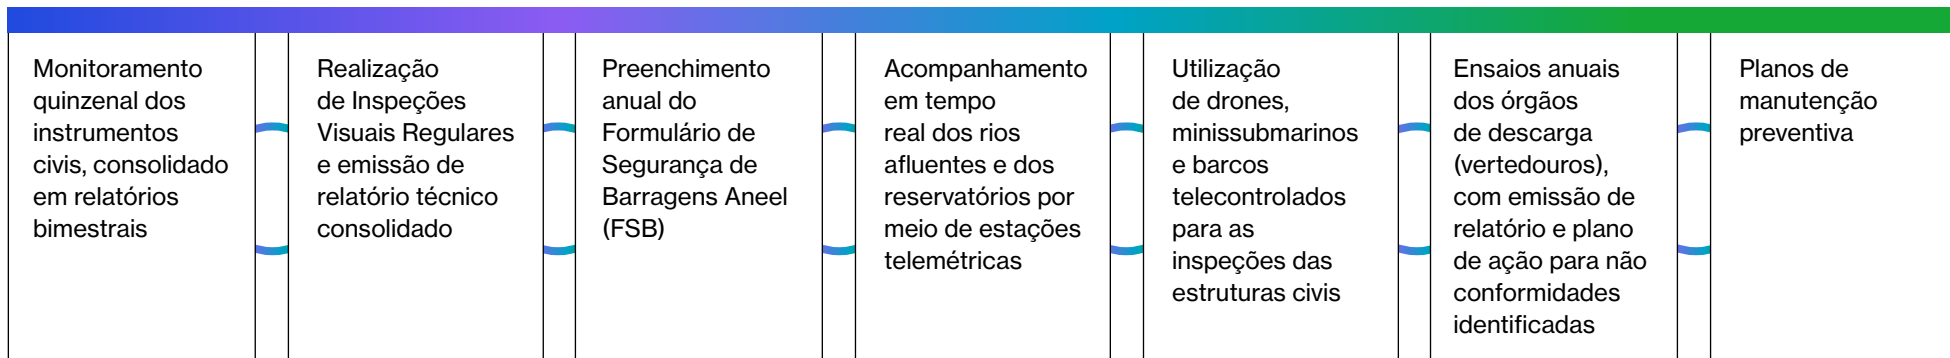 Monitoramento
quinzenal dos
instrumentos
civis, consolidado
em relatórios
bimestrais
Realização
de Inspeções
Visuais Regulares
e emissão de
relatório técnico
consolidado
Preenchimento
anual do
Formulário de
Segurança de
Barragens Aneel
(FSB)
Acompanhamento
em tempo
real dos rios
afluentes e dos
reservatórios por
meio de estações
telemétricas
Utilização
de drones,
minissubmarinos
e barcos
telecontrolados
para as
inspeções das
estruturas civis
Ensaios anuais
dos órgãos
de descarga
(vertedouros),
com emissão de
relatório e plano
de ação para não
conformidades
identificadas
Planos de
manutenção
preventiva